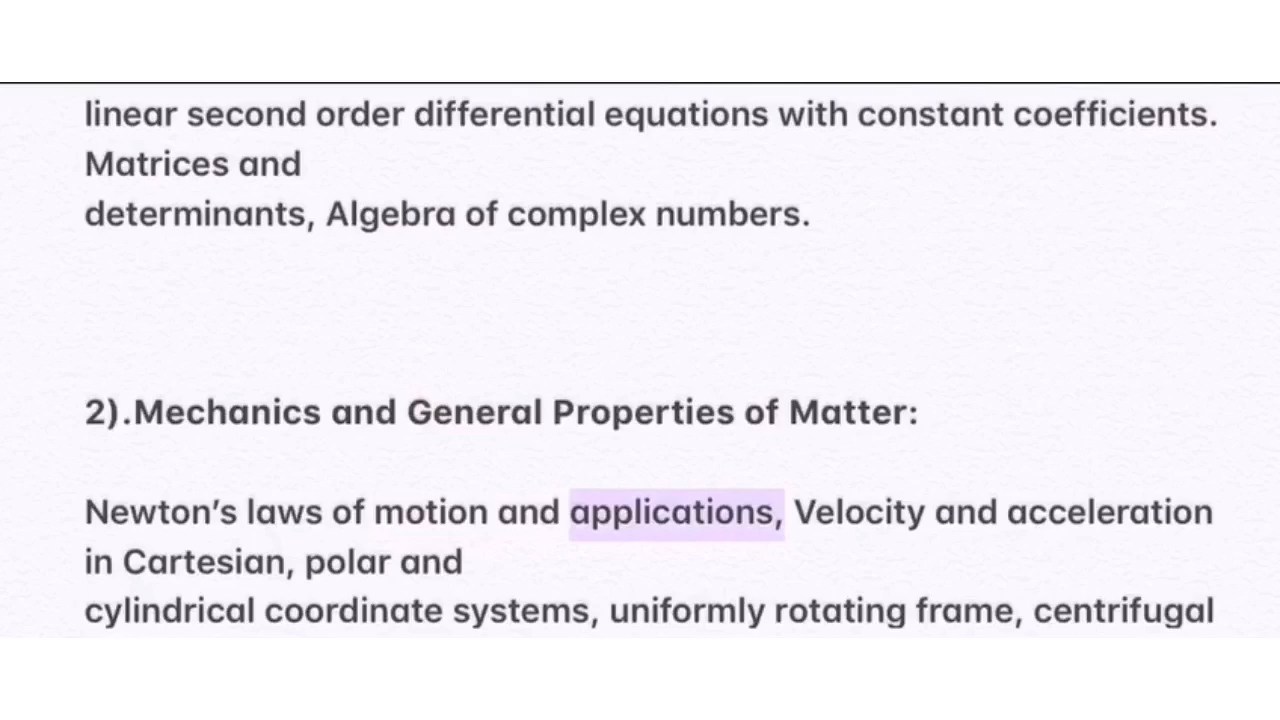 linear second order differential equations with constant coefficients.
Matrices and
determinants, Algebra of complex numbers.
2).Mechanics and General Properties of Matter:
Newton’s laws of motion and applications, Velocity and acceleration
in Cartesian, polar and
cylindrical coordinate systems, uniformly rotating frame, centrifugal